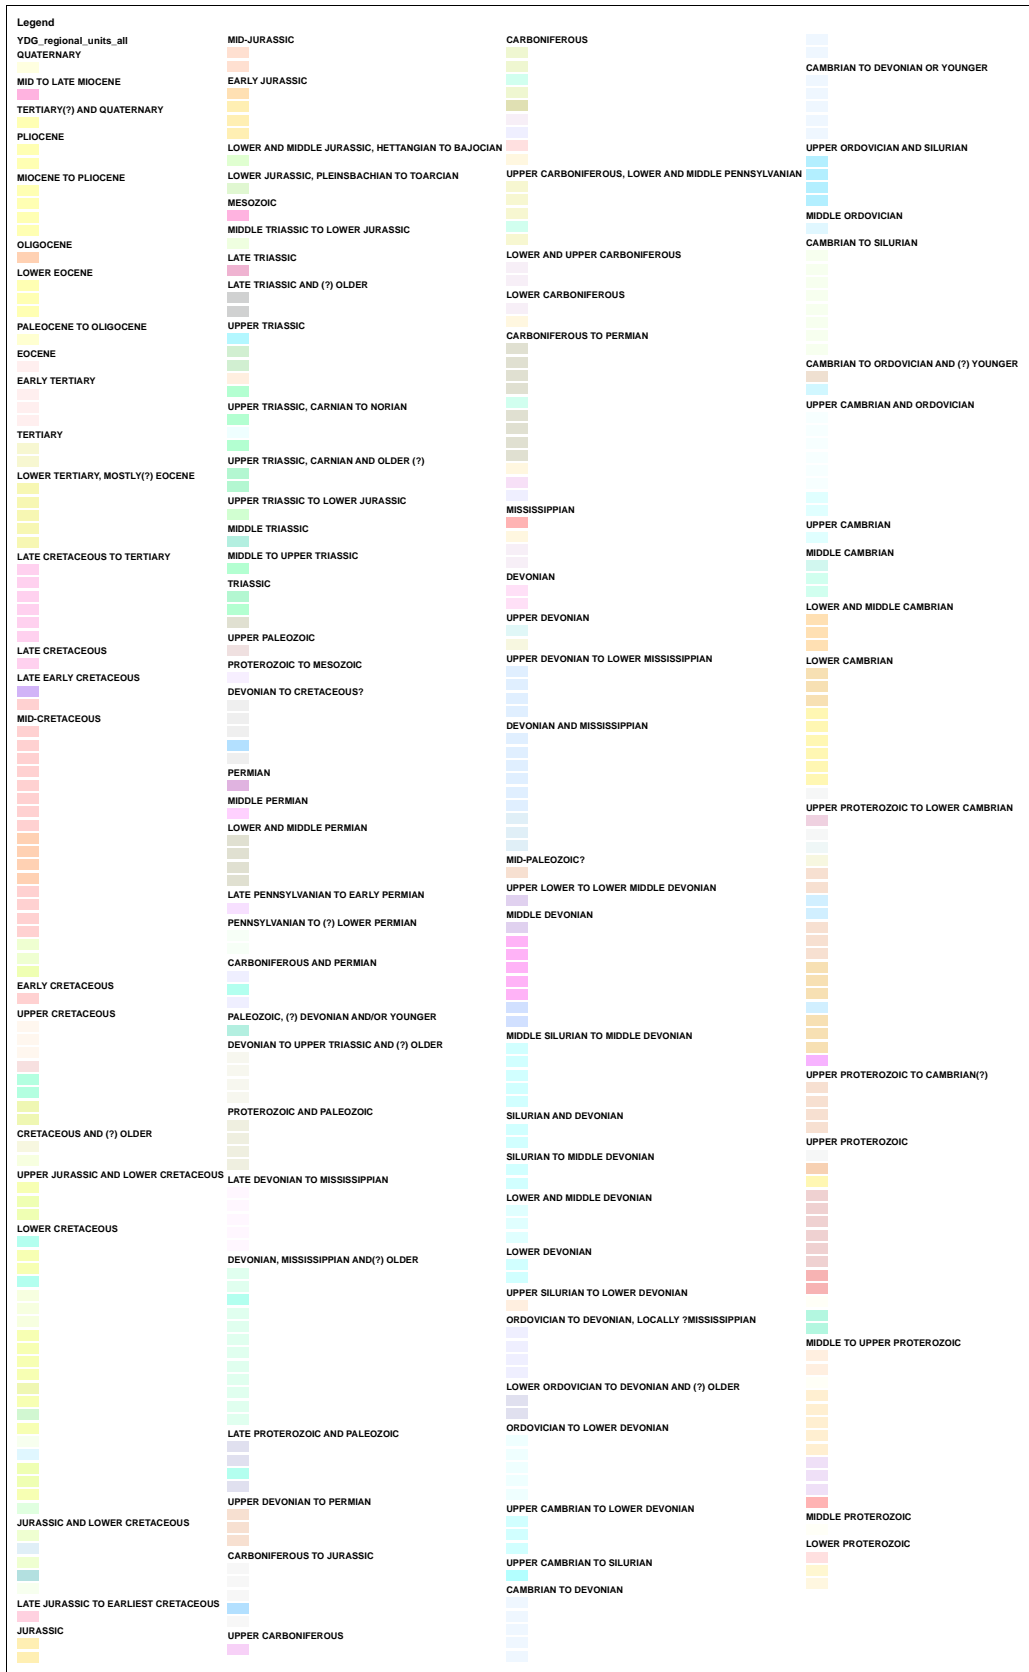 Legend
YDG_regional_units_all
QUATERNARY
MID TO LATE MIOCENE
TERTIARY(?) AND QUATERNARY
PLIOCENE
MIOCENE TO PLIOCENE
OLIGOCENE
LOWER EOCENE
PALEOCENE TO OLIGOCENE
EOCENE
EARLY TERTIARY
TERTIARY
LOWER TERTIARY, MOSTLY(?) EOCENE
LATE CRETACEOUS TO TERTIARY
LATE CRETACEOUS
LATE EARLY CRETACEOUS
MID-CRETACEOUS
EARLY CRETACEOUS
UPPER CRETACEOUS
CRETACEOUS AND (?) OLDER
UPPER JURASSIC AND LOWER CRETACEOUS
LOWER CRETACEOUS
JURASSIC AND LOWER CRETACEOUS
LATE JURASSIC TO EARLIEST CRETACEOUS
JURASSIC
MID-JURASSIC
EARLY JURASSIC
LOWER AND MIDDLE JURASSIC, HETTANGIAN TO BAJOCIAN
LOWER JURASSIC, PLEINSBACHIAN TO TOARCIAN
MESOZOIC
MIDDLE TRIASSIC TO LOWER JURASSIC
LATE TRIASSIC
LATE TRIASSIC AND (?) OLDER
UPPER TRIASSIC
UPPER TRIASSIC, CARNIAN TO NORIAN
UPPER TRIASSIC, CARNIAN AND OLDER (?)
UPPER TRIASSIC TO LOWER JURASSIC
MIDDLE TRIASSIC
MIDDLE TO UPPER TRIASSIC
TRIASSIC
UPPER PALEOZOIC
PROTEROZOIC TO MESOZOIC
DEVONIAN TO CRETACEOUS?
PERMIAN
MIDDLE PERMIAN
LOWER AND MIDDLE PERMIAN
LATE PENNSYLVANIAN TO EARLY PERMIAN
PENNSYLVANIAN TO (?) LOWER PERMIAN
CARBONIFEROUS AND PERMIAN
PALEOZOIC, (?) DEVONIAN AND/OR YOUNGER
DEVONIAN TO UPPER TRIASSIC AND (?) OLDER
PROTEROZOIC AND PALEOZOIC
LATE DEVONIAN TO MISSISSIPPIAN
DEVONIAN, MISSISSIPPIAN AND(?) OLDER
LATE PROTEROZOIC AND PALEOZOIC
UPPER DEVONIAN TO PERMIAN
CARBONIFEROUS TO JURASSIC
UPPER CARBONIFEROUS
CARBONIFEROUS
UPPER CARBONIFEROUS, LOWER AND MIDDLE PENNSYLVANIAN
LOWER AND UPPER CARBONIFEROUS
LOWER CARBONIFEROUS
CARBONIFEROUS TO PERMIAN
MISSISSIPPIAN
DEVONIAN
UPPER DEVONIAN
UPPER DEVONIAN TO LOWER MISSISSIPPIAN
DEVONIAN AND MISSISSIPPIAN
MID-PALEOZOIC?
UPPER LOWER TO LOWER MIDDLE DEVONIAN
MIDDLE DEVONIAN
MIDDLE SILURIAN TO MIDDLE DEVONIAN
SILURIAN AND DEVONIAN
SILURIAN TO MIDDLE DEVONIAN
LOWER AND MIDDLE DEVONIAN
LOWER DEVONIAN
UPPER SILURIAN TO LOWER DEVONIAN
ORDOVICIAN TO DEVONIAN, LOCALLY ?MISSISSIPPIAN
LOWER ORDOVICIAN TO DEVONIAN AND (?) OLDER
ORDOVICIAN TO LOWER DEVONIAN
UPPER CAMBRIAN TO LOWER DEVONIAN
UPPER CAMBRIAN TO SILURIAN
CAMBRIAN TO DEVONIAN
CAMBRIAN TO DEVONIAN OR YOUNGER
UPPER ORDOVICIAN AND SILURIAN
MIDDLE ORDOVICIAN
CAMBRIAN TO SILURIAN
CAMBRIAN TO ORDOVICIAN AND (?) YOUNGER
UPPER CAMBRIAN AND ORDOVICIAN
UPPER CAMBRIAN
MIDDLE CAMBRIAN
LOWER AND MIDDLE CAMBRIAN
LOWER CAMBRIAN
UPPER PROTEROZOIC TO LOWER CAMBRIAN
UPPER PROTEROZOIC TO CAMBRIAN(?)
UPPER PROTEROZOIC
MIDDLE TO UPPER PROTEROZOIC
MIDDLE PROTEROZOIC
LOWER PROTEROZOIC